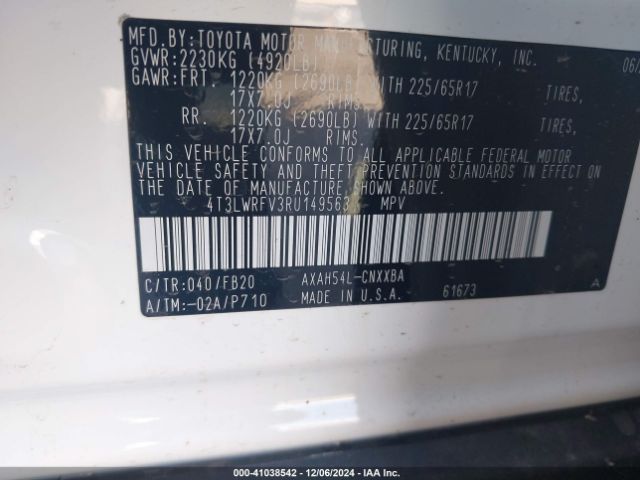 MFD.BY:TOYOTA MOTOR MANUFACTURING, KENTUCKY, INC. 06/
GVWR:2230KG (4920LB)
GAWR:FRT 1220KG (2690LB) WITH 225/65R17 TIRES,
17X7.0J RIMS.
RR. 1220KG (2690LB) WITH 225/65R17 TIRES,
17X7.0J RIMS.
THIS VEHICLE CONFORMS TO ALL APPLICABLE FEDERAL MOTOR
VEHICLE SAFETY AND THEFT PREVENTION STANDARDS IN EFFECT ON
THE DATE OF MANUFACTURE SHOWN ABOVE.
4T3LWRFV3RU149563 MPV
C/TR:040/FB20 AXAH54L-CNXXBA
A/TM:-02A/P710 MADE IN U.S.A. 61673 A
000-41038542 - 12/06/2024 - IAA Inc.